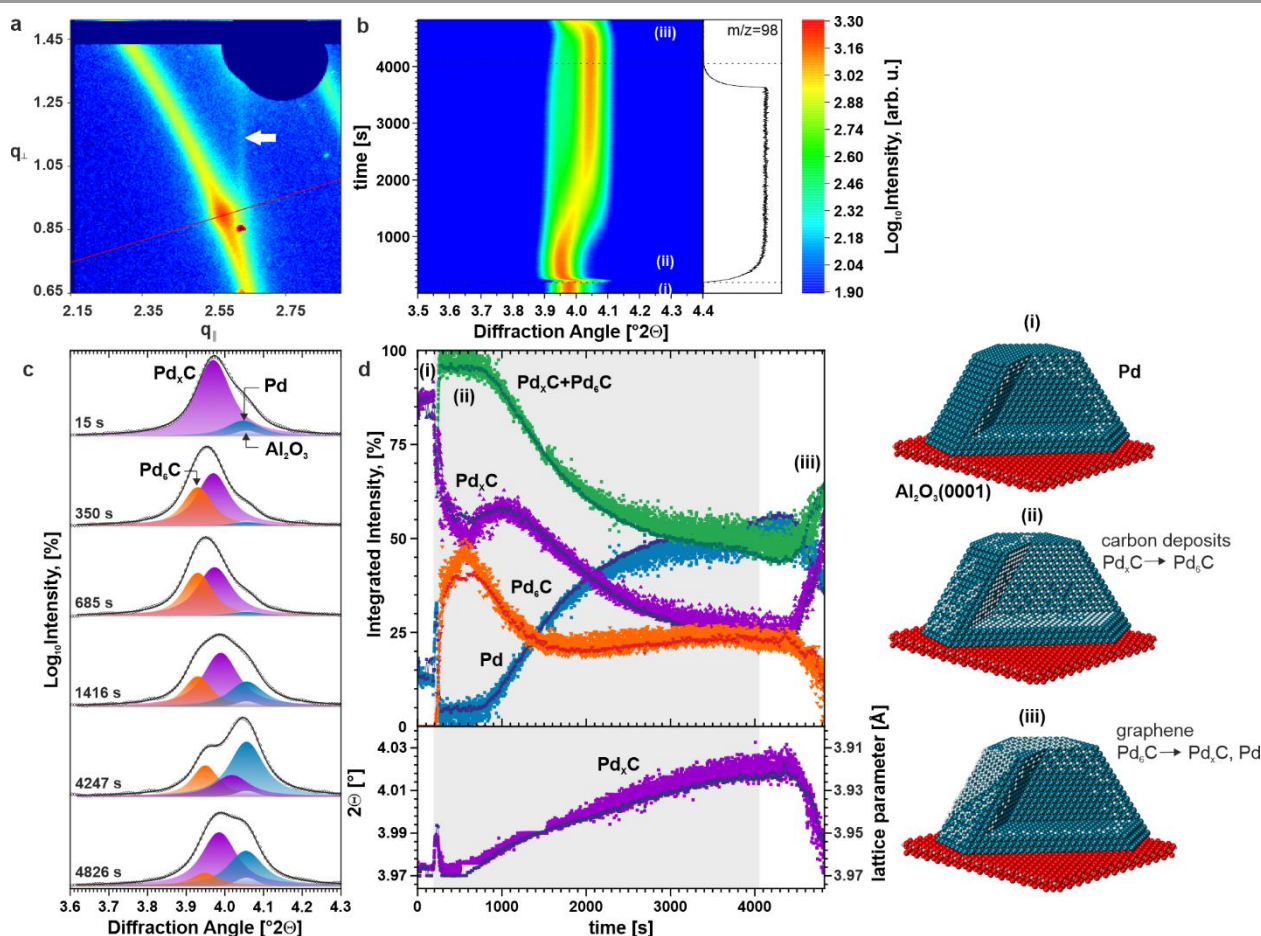 a
1.45
1.25
1.05
0.85
0.65
q⊥
2.15 2.35 2.55 2.75
q||
b
4000
3000
2000
1000
time [s]
(iii)
(ii)
(i)
m/z=98
3.5 3.6 3.7 3.8 3.9 4.0 4.1 4.2 4.3 4.4
Diffraction Angle [°2Θ]
3.30
3.16
3.02
2.88
2.74
2.60
2.46
2.32
2.18
2.04
1.90
Log₁₀Intensity, [arb. u.]
c
PdₓC
Pd
15 s
Al₂O₃
Pd₆C
350 s
685 s
1416 s
4247 s
4826 s
Log₁₀Intensity, [%]
3.6 3.7 3.8 3.9 4.0 4.1 4.2 4.3
Diffraction Angle [°2Θ]
d
100
75
50
25
0
Integrated Intensity, [%]
(i)
(ii)
(iii)
PdₓC+Pd₆C
PdₓC
Pd₆C
Pd
4.03
4.01
3.99
3.97
2Θ [°]
PdₓC
3.91
3.93
3.95
3.97
lattice parameter [Å]
0 1000 2000 3000 4000
time [s]
(i)
Pd
Al₂O₃(0001)
(ii)
carbon deposits
PdₓC→ Pd₆C
(iii)
graphene
Pd₆C→ PdₓC, Pd